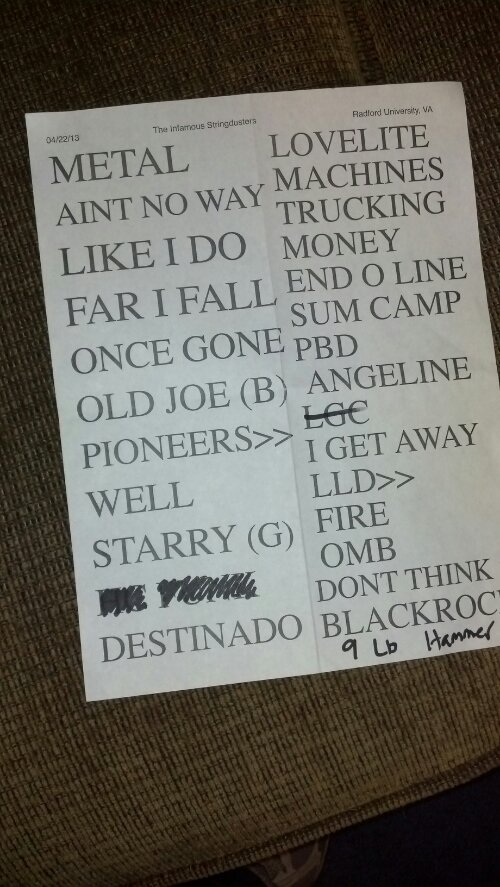 04/22/13 The Infamous Stringdusters Radford University, VA
METAL
AINT NO WAY
LIKE I DO
FAR I FALL
ONCE GONE
OLD JOE (B)
PIONEERS>>
WELL
STARRY (G)
DESTINADO
LOVELITE
MACHINES
TRUCKING
MONEY
END O LINE
SUM CAMP
PBD
ANGELINE
LGC
I GET AWAY
LLD>>
FIRE
OMB
DONT THINK
BLACKROC
9 Lb Hammer